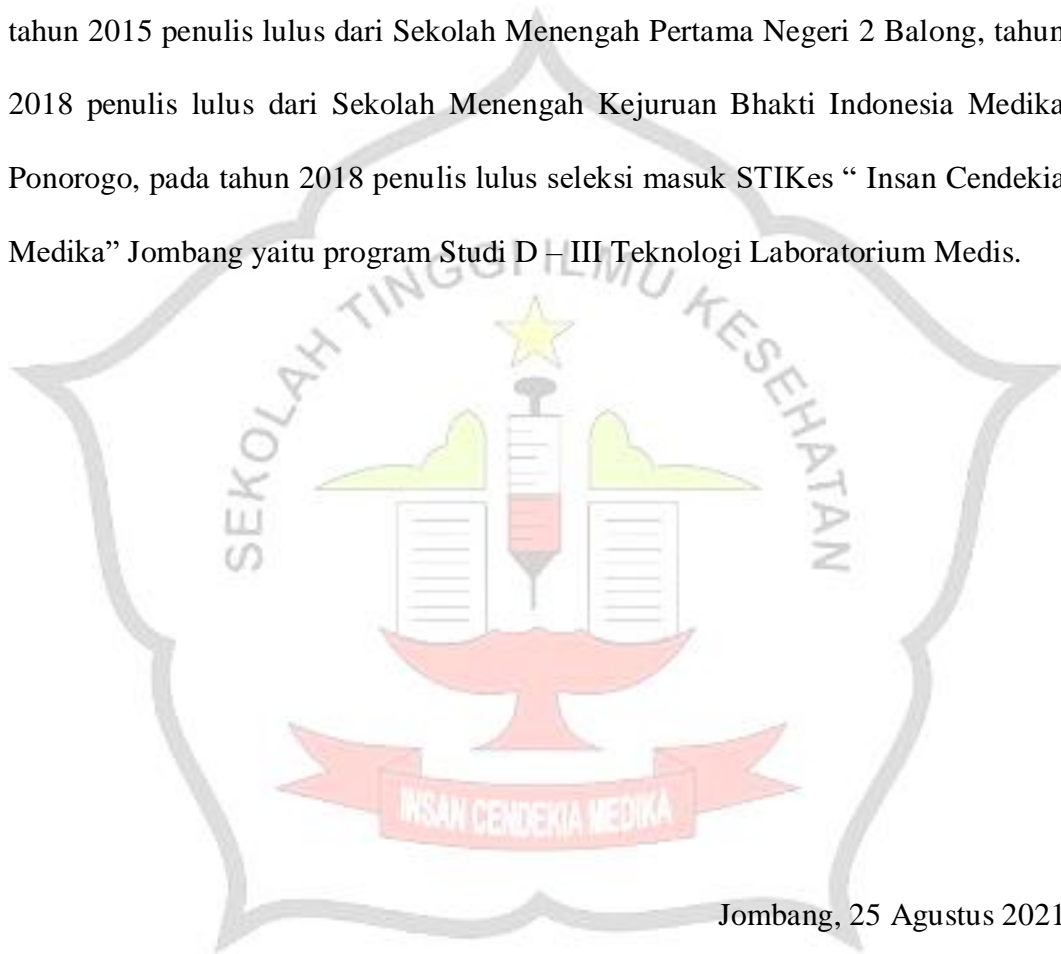 tahun 2015 penulis lulus dari Sekolah Menengah Pertama Negeri 2 Balong, tahun
2018 penulis lulus dari Sekolah Menengah Kejuruan Bhakti Indonesia Medika
Ponorogo, pada tahun 2018 penulis lulus seleksi masuk STIKes “ Insan Cendekia
Medika” Jombang yaitu program Studi D – III Teknologi Laboratorium Medis.
SEKOLAH TINGGI ILMU KESEHATAN
INSAN CENDEKIA MEDIKA
Jombang, 25 Agustus 2021